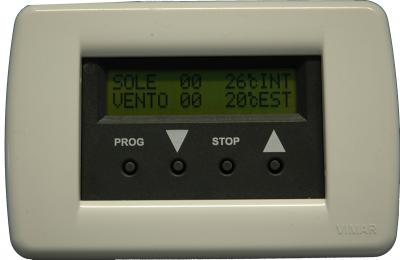 SOLE 00 26°CINT
VENTO 00 20°CEST
PROG STOP
VIMAR